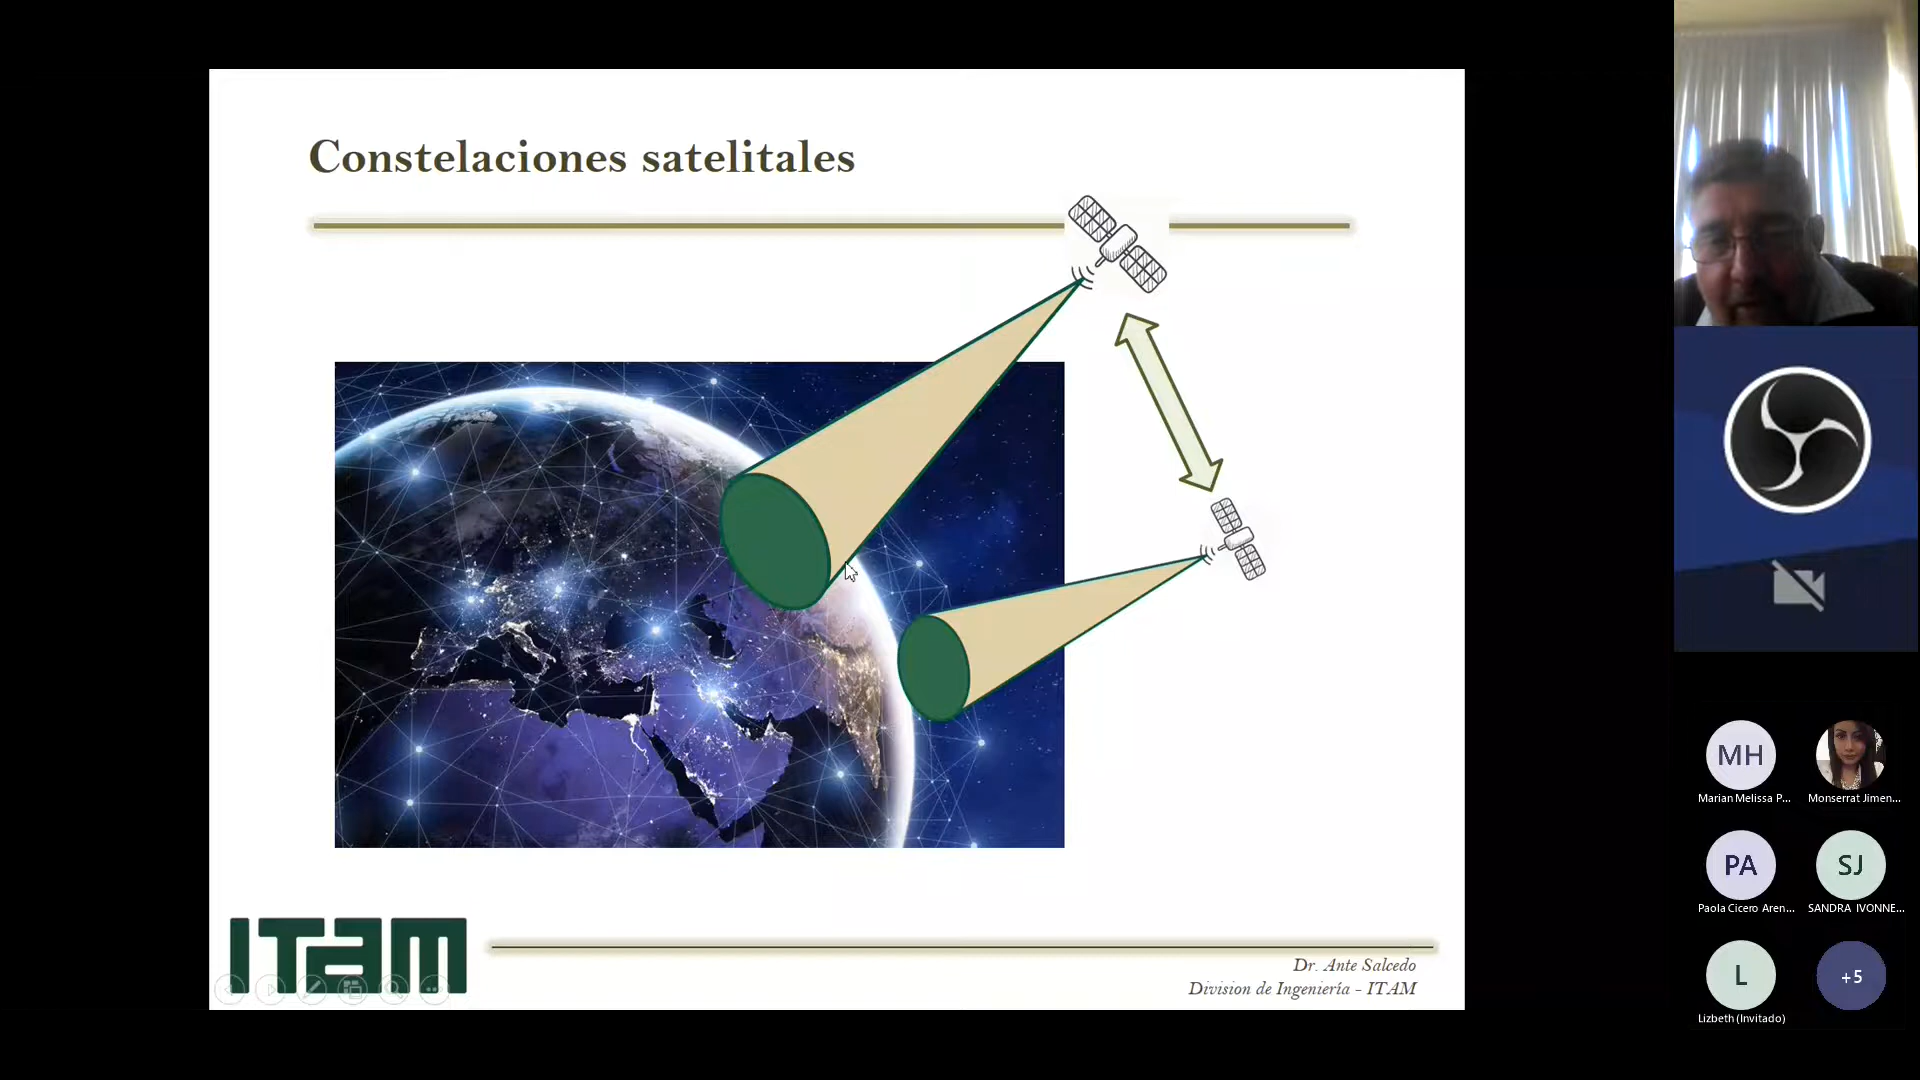 Constelaciones satelitales
ITAM
Dr. Ante Salcedo
Division de Ingeniería - ITAM
MH
Marian Melissa P...
Monserrat Jimen...
PA
Paola Cicero Aren...
SJ
SANDRA IVONNE...
L
Lizbeth (Invitado)
+5